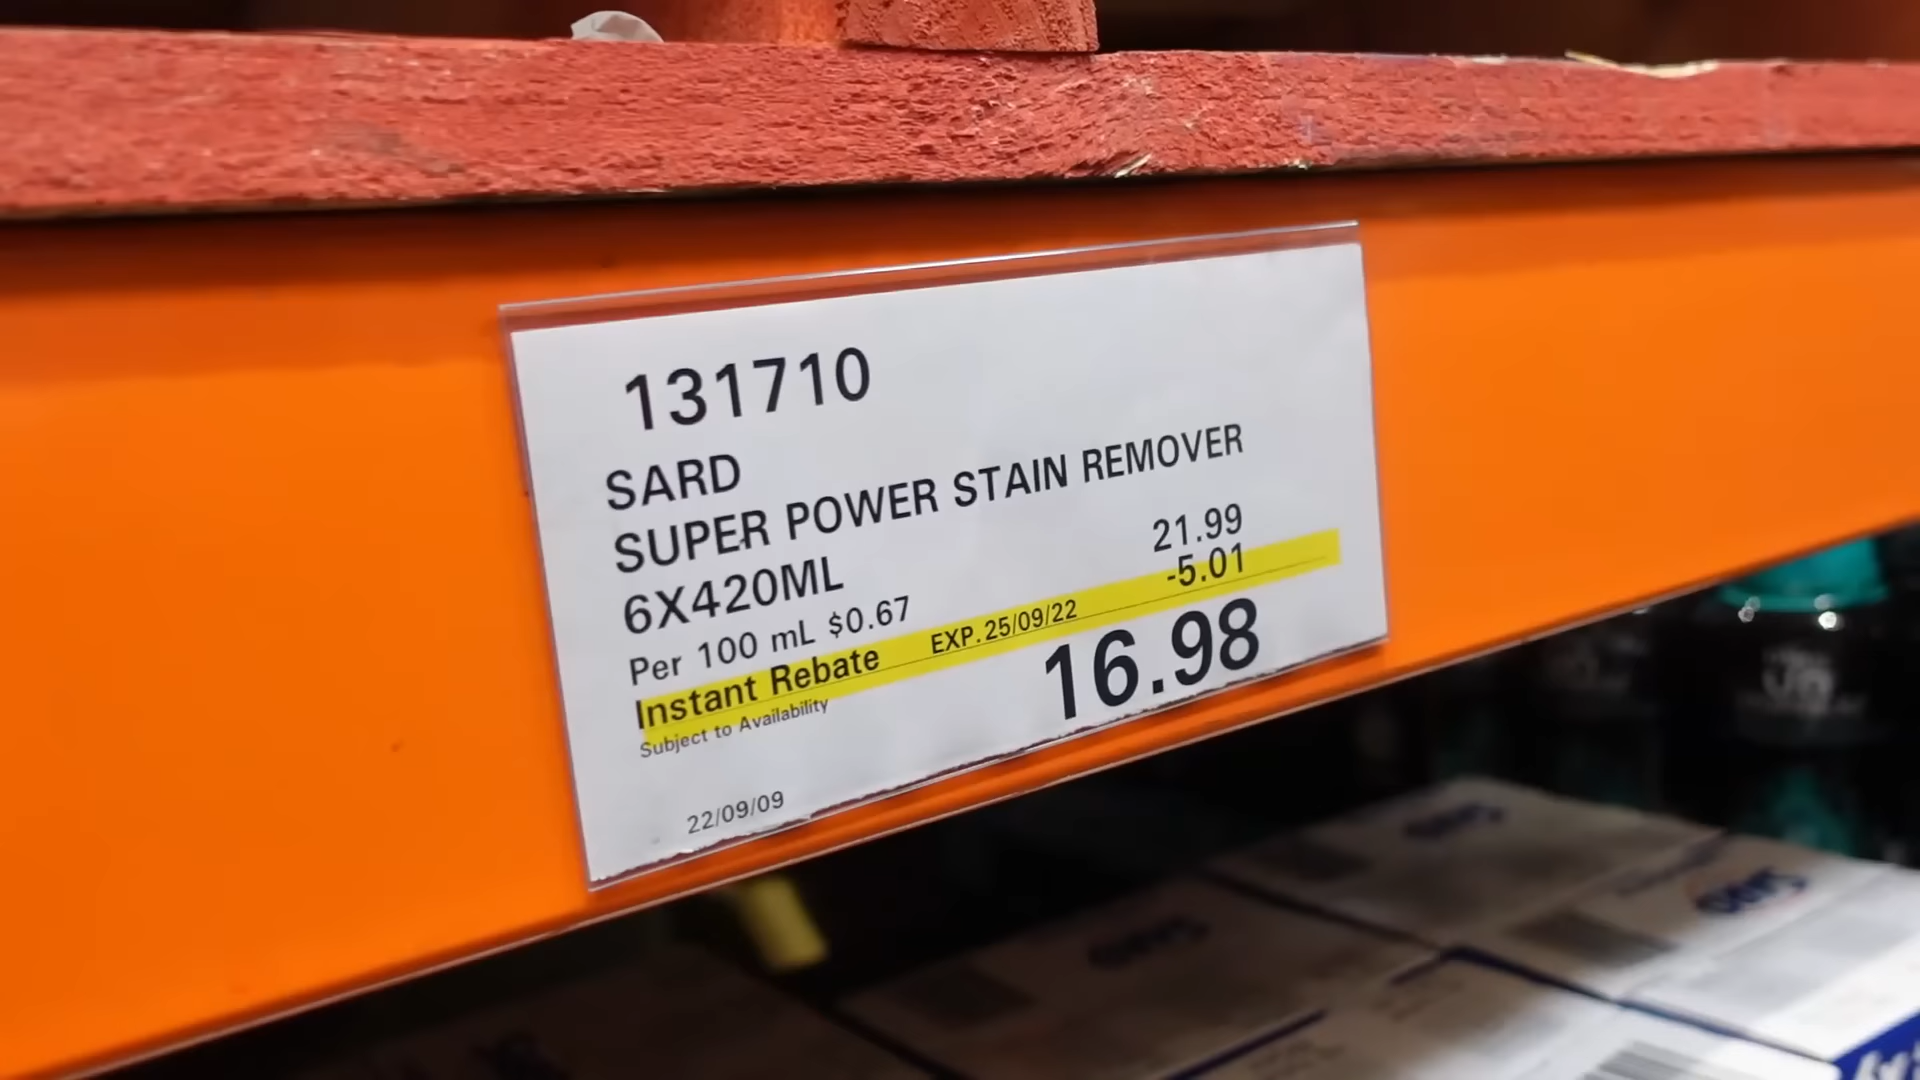 131710
SARD
SUPER POWER STAIN REMOVER
6X420ML 21.99
Per 100 mL $0.67 -5.01
Instant Rebate EXP. 25/09/22
Subject to Availability 16.98
22/09/09
SARD